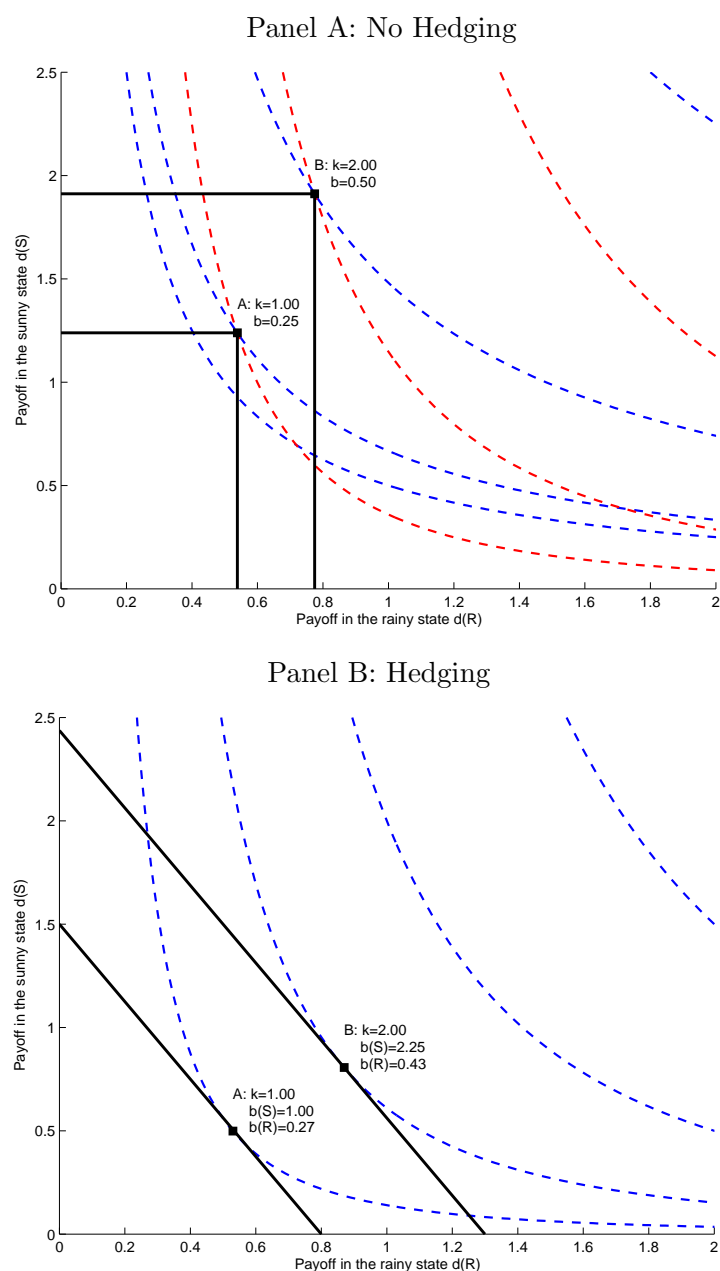 Panel A: No Hedging
2.5
2
1.5
1
0.5
0
Payoff in the sunny state d(S)
B: k=2.00
b=0.50
A: k=1.00
b=0.25
0 0.2 0.4 0.6 0.8 1 1.2 1.4 1.6 1.8 2
Payoff in the rainy state d(R)
Panel B: Hedging
2.5
2
1.5
1
0.5
0
Payoff in the sunny state d(S)
B: k=2.00
b(S)=2.25
b(R)=0.43
A: k=1.00
b(S)=1.00
b(R)=0.27
0 0.2 0.4 0.6 0.8 1 1.2 1.4 1.6 1.8 2
Payoff in the rainy state d(R)